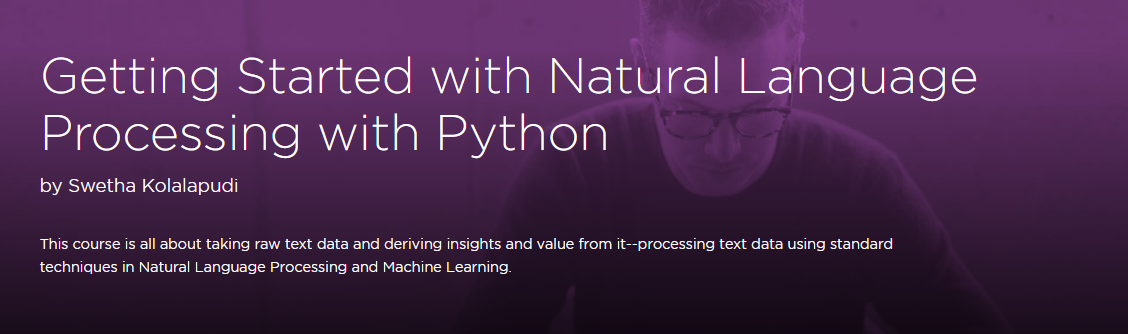 Getting Started with Natural Language
Processing with Python
by Swetha Kolalapudi
This course is all about taking raw text data and deriving insights and value from it--processing text data using standard
techniques in Natural Language Processing and Machine Learning.